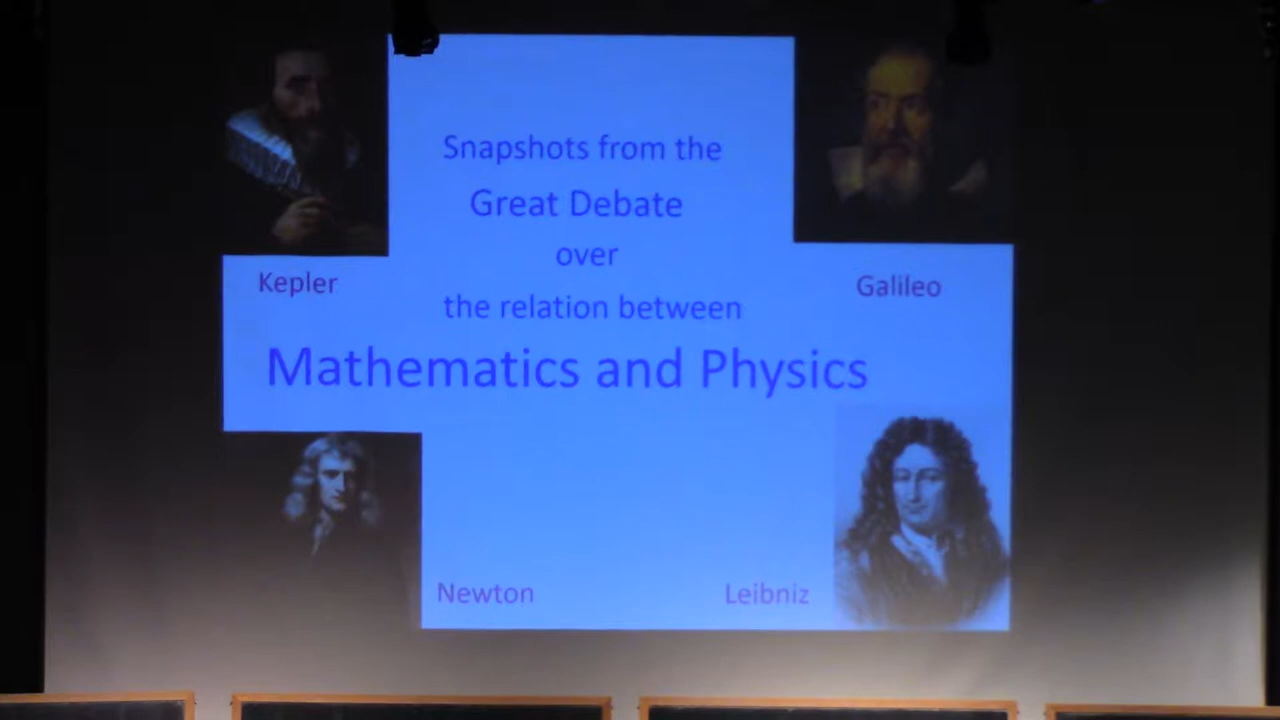 Snapshots from the
Great Debate
over
Kepler
Galileo
the relation between
Mathematics and Physics
Newton
Leibniz